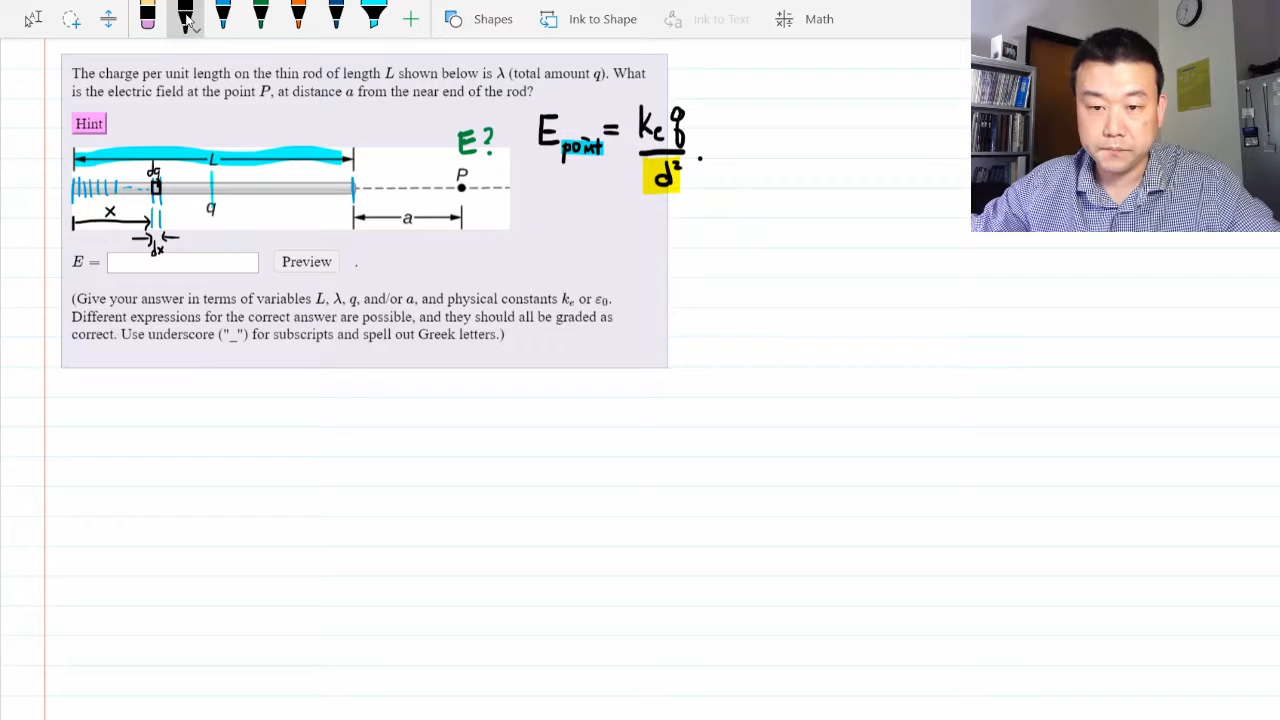 Shapes
Ink to Shape
Ink to Text
Math
The charge per unit length on the thin rod of length L shown below is λ (total amount q). What
is the electric field at the point P, at distance a from the near end of the rod?
Hint
E?
E point = k_e q / d² .
L
dq
P
x
q
a
dx
E =
Preview
.
(Give your answer in terms of variables L, λ, q, and/or a, and physical constants kₑ or ε₀.
Different expressions for the correct answer are possible, and they should all be graded as
correct. Use underscore ("_") for subscripts and spell out Greek letters.)